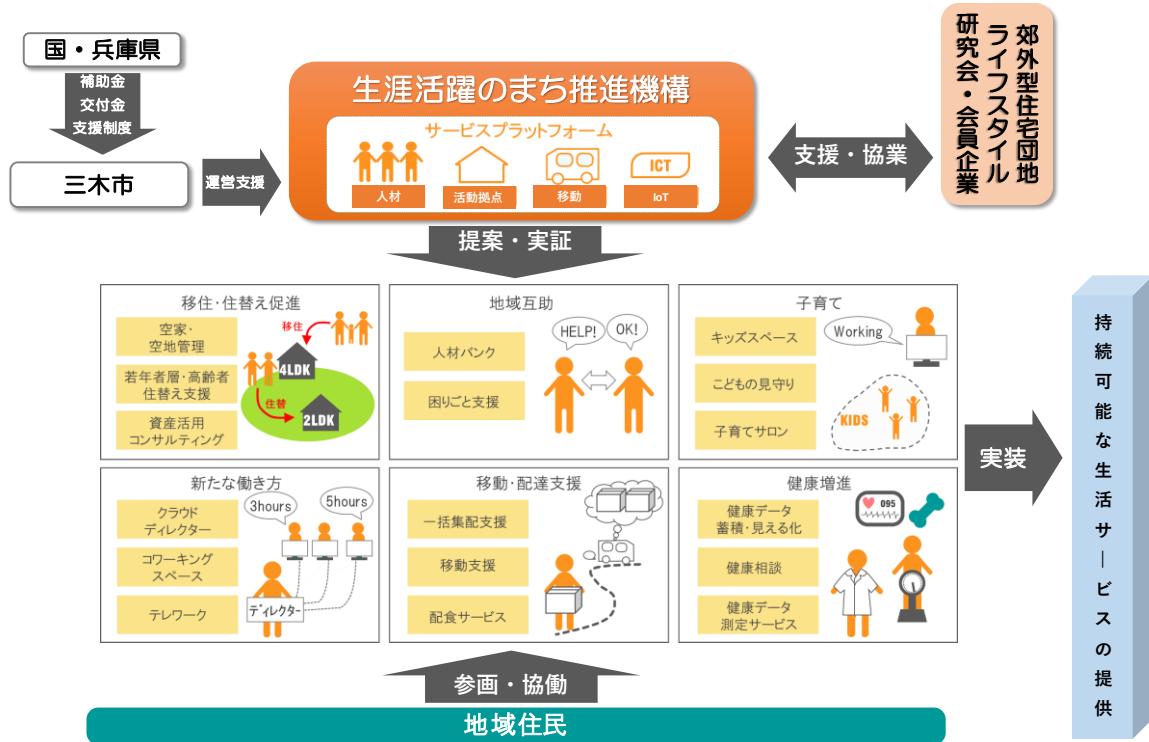 国・兵庫県
補助金
交付金
支援制度
三木市
運営支援
生涯活躍のまち推進機構
サービスプラットフォーム
人材
活動拠点
移動
ICT
IoT
支援・協業
郊外型住宅団地
ライフスタイル
研究会・会員企業
提案・実証
移住・住替え促進
空家・
空地管理
若年者層・高齢者
住替え支援
資産活用
コンサルティング
移住
4LDK
住替
2LDK
地域互助
人材バンク
困りごと支援
HELP!
OK!
子育て
キッズスペース
こどもの見守り
子育てサロン
Working
KIDS
新たな働き方
クラウド
ディレクター
コワーキング
スペース
テレワーク
3hours
5hours
ディレクター
移動・配達支援
一括集配支援
移動支援
配食サービス
健康増進
健康データ
蓄積・見える化
健康相談
健康データ
測定サービス
095
実装
持続可能な生活サービスの提供
参画・協働
地域住民